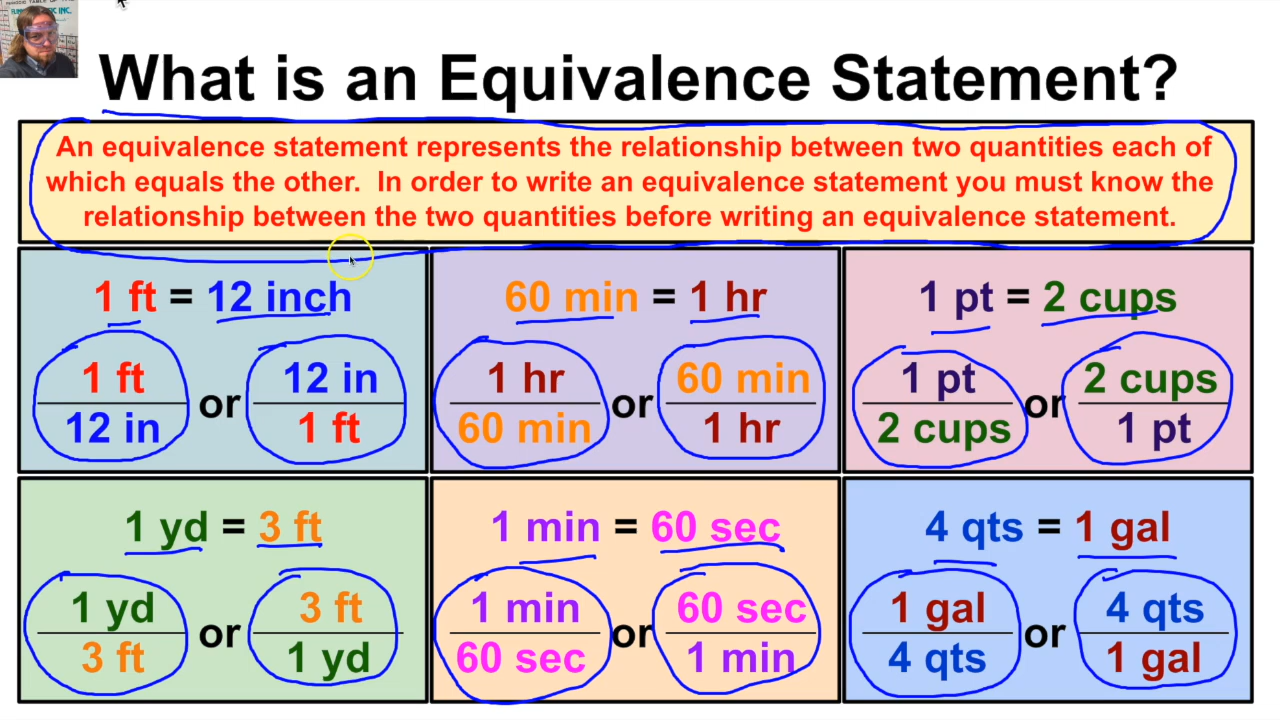 What is an Equivalence Statement?
An equivalence statement represents the relationship between two quantities each of
which equals the other. In order to write an equivalence statement you must know the
relationship between the two quantities before writing an equivalence statement.
1 ft = 12 inch
1 ft
12 in
or
12 in
1 ft
60 min = 1 hr
1 hr
60 min
or
60 min
1 hr
1 pt = 2 cups
1 pt
2 cups
or
2 cups
1 pt
1 yd = 3 ft
1 yd
3 ft
or
3 ft
1 yd
1 min = 60 sec
1 min
60 sec
or
60 sec
1 min
4 qts = 1 gal
1 gal
4 qts
or
4 qts
1 gal